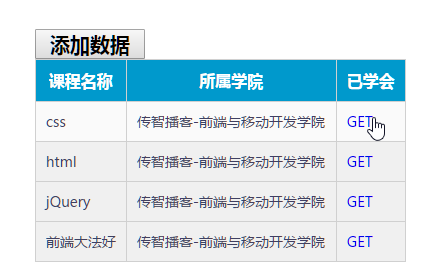 添加数据
课程名称 所属学院 已学会
css 传智播客-前端与移动开发学院 GET
html 传智播客-前端与移动开发学院 GET
jQuery 传智播客-前端与移动开发学院 GET
前端大法好 传智播客-前端与移动开发学院 GET